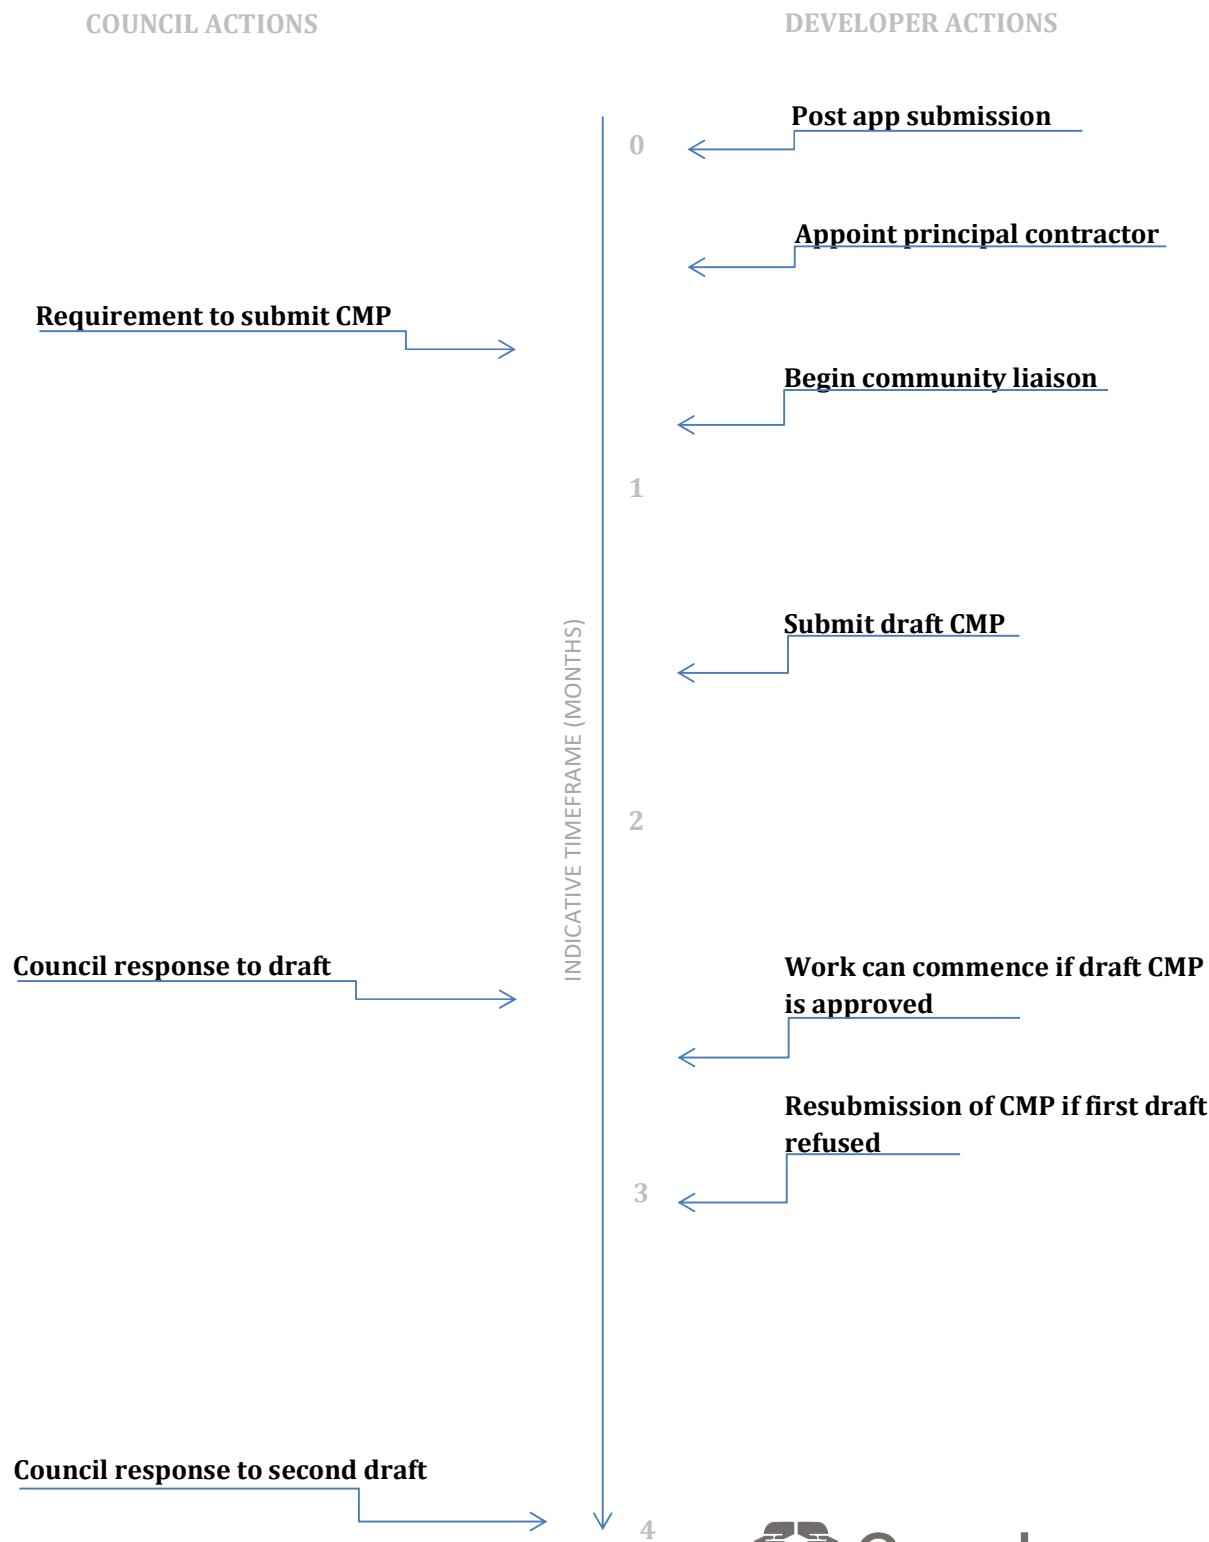 COUNCIL ACTIONS
DEVELOPER ACTIONS
Post app submission
0
Appoint principal contractor
Requirement to submit CMP
Begin community liaison
1
Submit draft CMP
INDICATIVE TIMEFRAME (MONTHS)
2
Council response to draft
Work can commence if draft CMP
is approved
Resubmission of CMP if first draft
refused
3
Council response to second draft
4